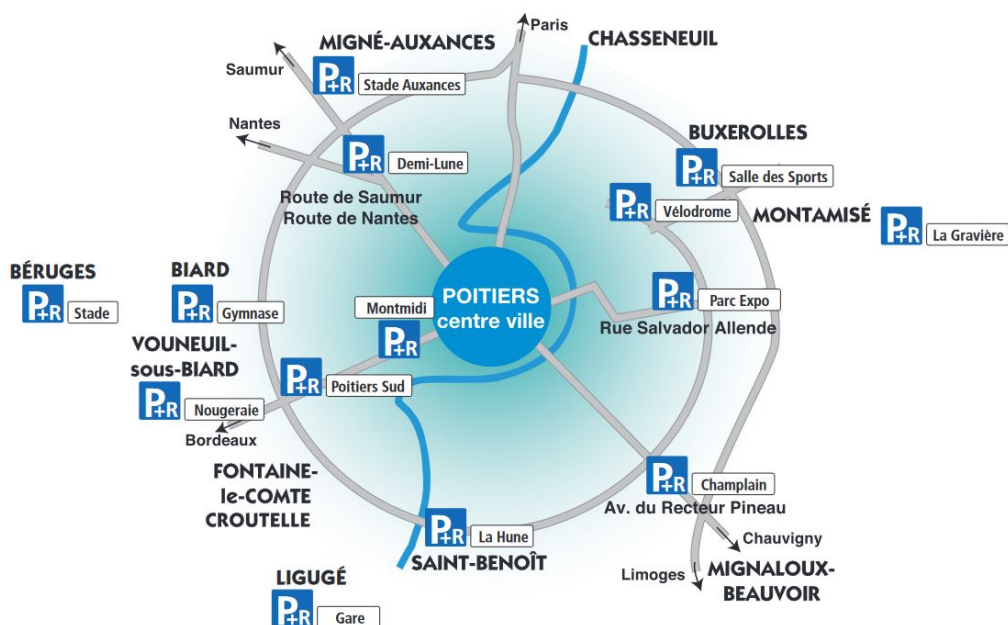 Paris
MIGNÉ-AUXANCES
CHASSENEUIL
Saumur
P+R Stade Auxances
Nantes
BUXEROLLES
P+R Demi-Lune
P+R Salle des Sports
Route de Saumur
Route de Nantes
P+R Vélodrome
MONTAMISÉ
P+R La Gravière
BÉRUGES
P+R Stade
BIARD
P+R Gymnase
Montmidi
P+R
POITIERS
centre ville
P+R Parc Expo
Rue Salvador Allende
VOUNEUIL-
sous-BIARD
P+R Poitiers Sud
P+R Nougeraie
Bordeaux
FONTAINE-
le-COMTE
CROUTELLE
P+R Champlain
Av. du Recteur Pineau
P+R La Hune
SAINT-BENOÎT
Chauvigny
Limoges
MIGNALOUX-
BEAUVOIR
LIGUGÉ
P+R Gare